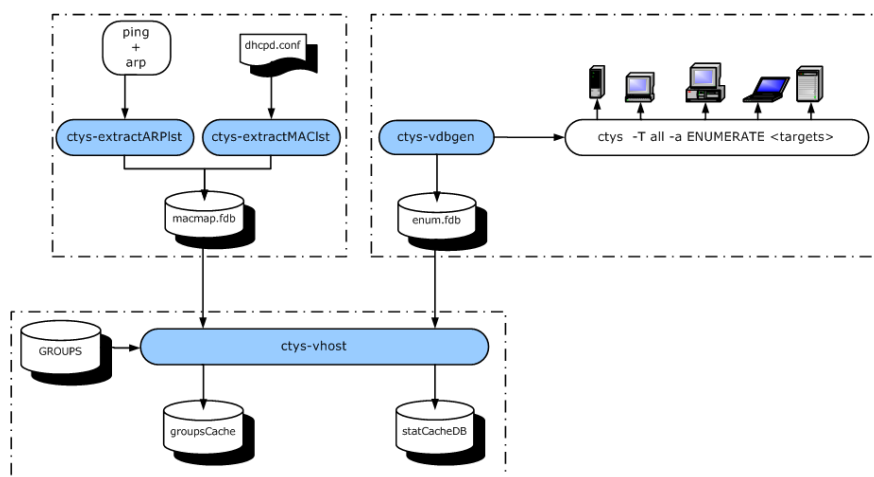 ping
+
arp
dhcpd.conf
ctys-extractARPlst
ctys-extractMAClst
macmap.fdb
ctys-vdbgen
ctys -T all -a ENUMERATE <targets>
enum.fdb
GROUPS
ctys-vhost
groupsCache
statCacheDB